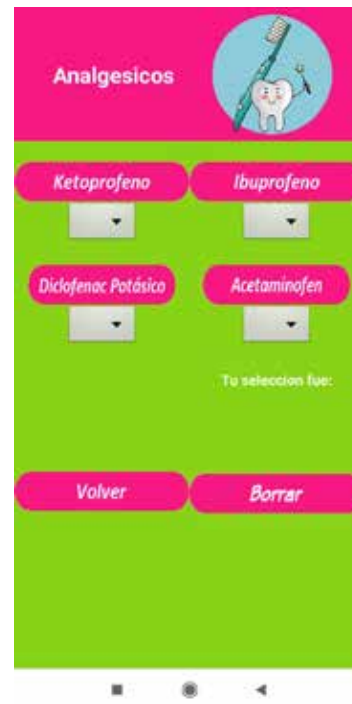 Analgesicos
Ketoprofeno
Ibuprofeno
Diclofenac Potásico
Acetaminofen
Tu seleccion fue:
Volver
Borrar